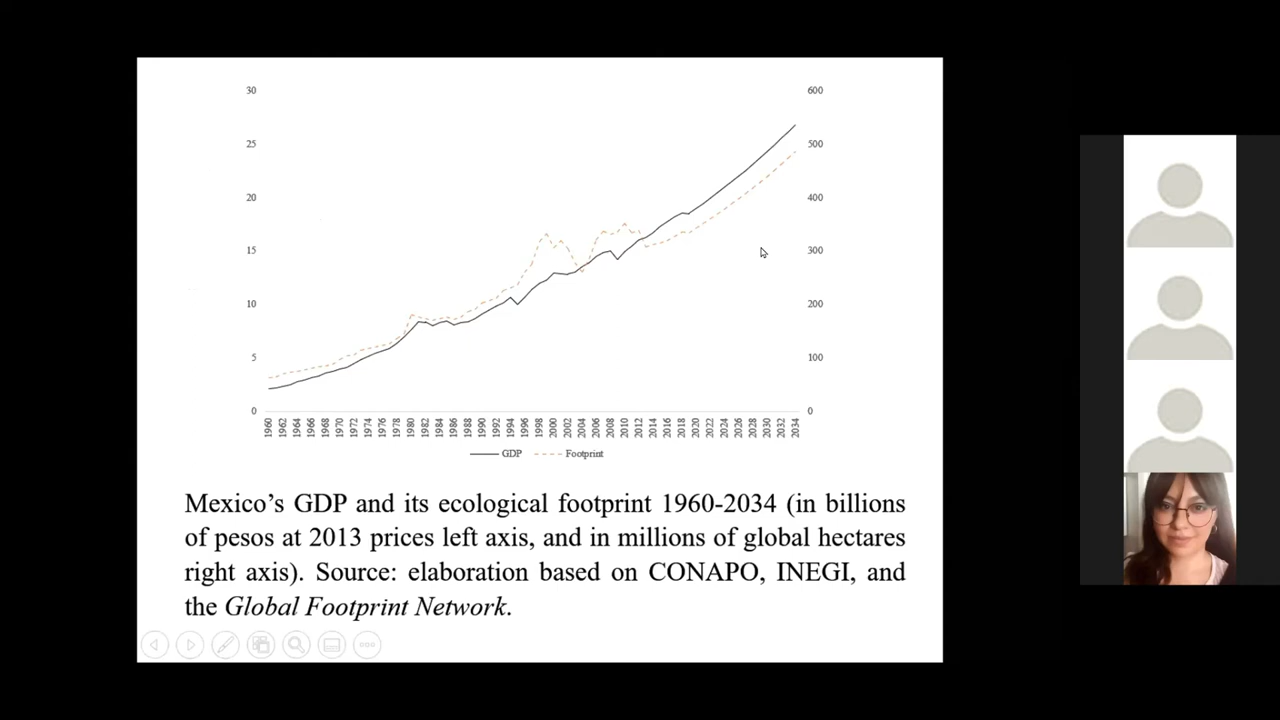 30
25
20
15
10
5
0
600
500
400
300
200
100
0
1960 1962 1964 1966 1968 1970 1972 1974 1976 1978 1980 1982 1984 1986 1988 1990 1992 1994 1996 1998 2000 2002 2004 2006 2008 2010 2012 2014 2016 2018 2020 2022 2024 2026 2028 2030 2032 2034
GDP Footprint
Mexico’s GDP and its ecological footprint 1960-2034 (in billions
of pesos at 2013 prices left axis, and in millions of global hectares
right axis). Source: elaboration based on CONAPO, INEGI, and
the Global Footprint Network.